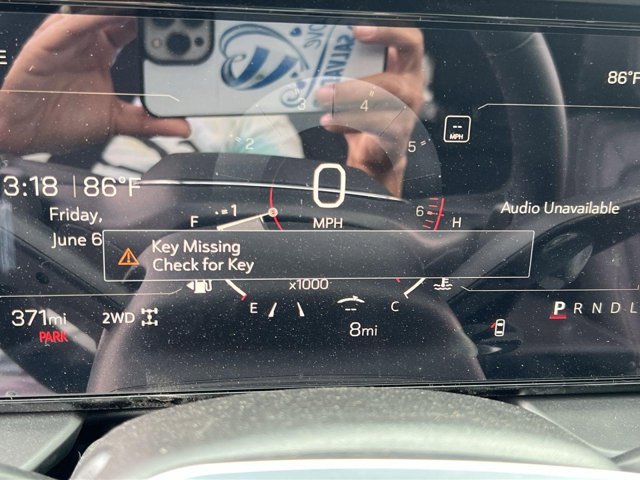 86°F
3
4
2
5
--
MPH
3:18 | 86°F
0
6
Friday,
June 6
F
1
MPH
H
Audio Unavailable
Key Missing
Check for Key
x1000
E
C
371mi
PARK
2WD
8mi
P R N D L